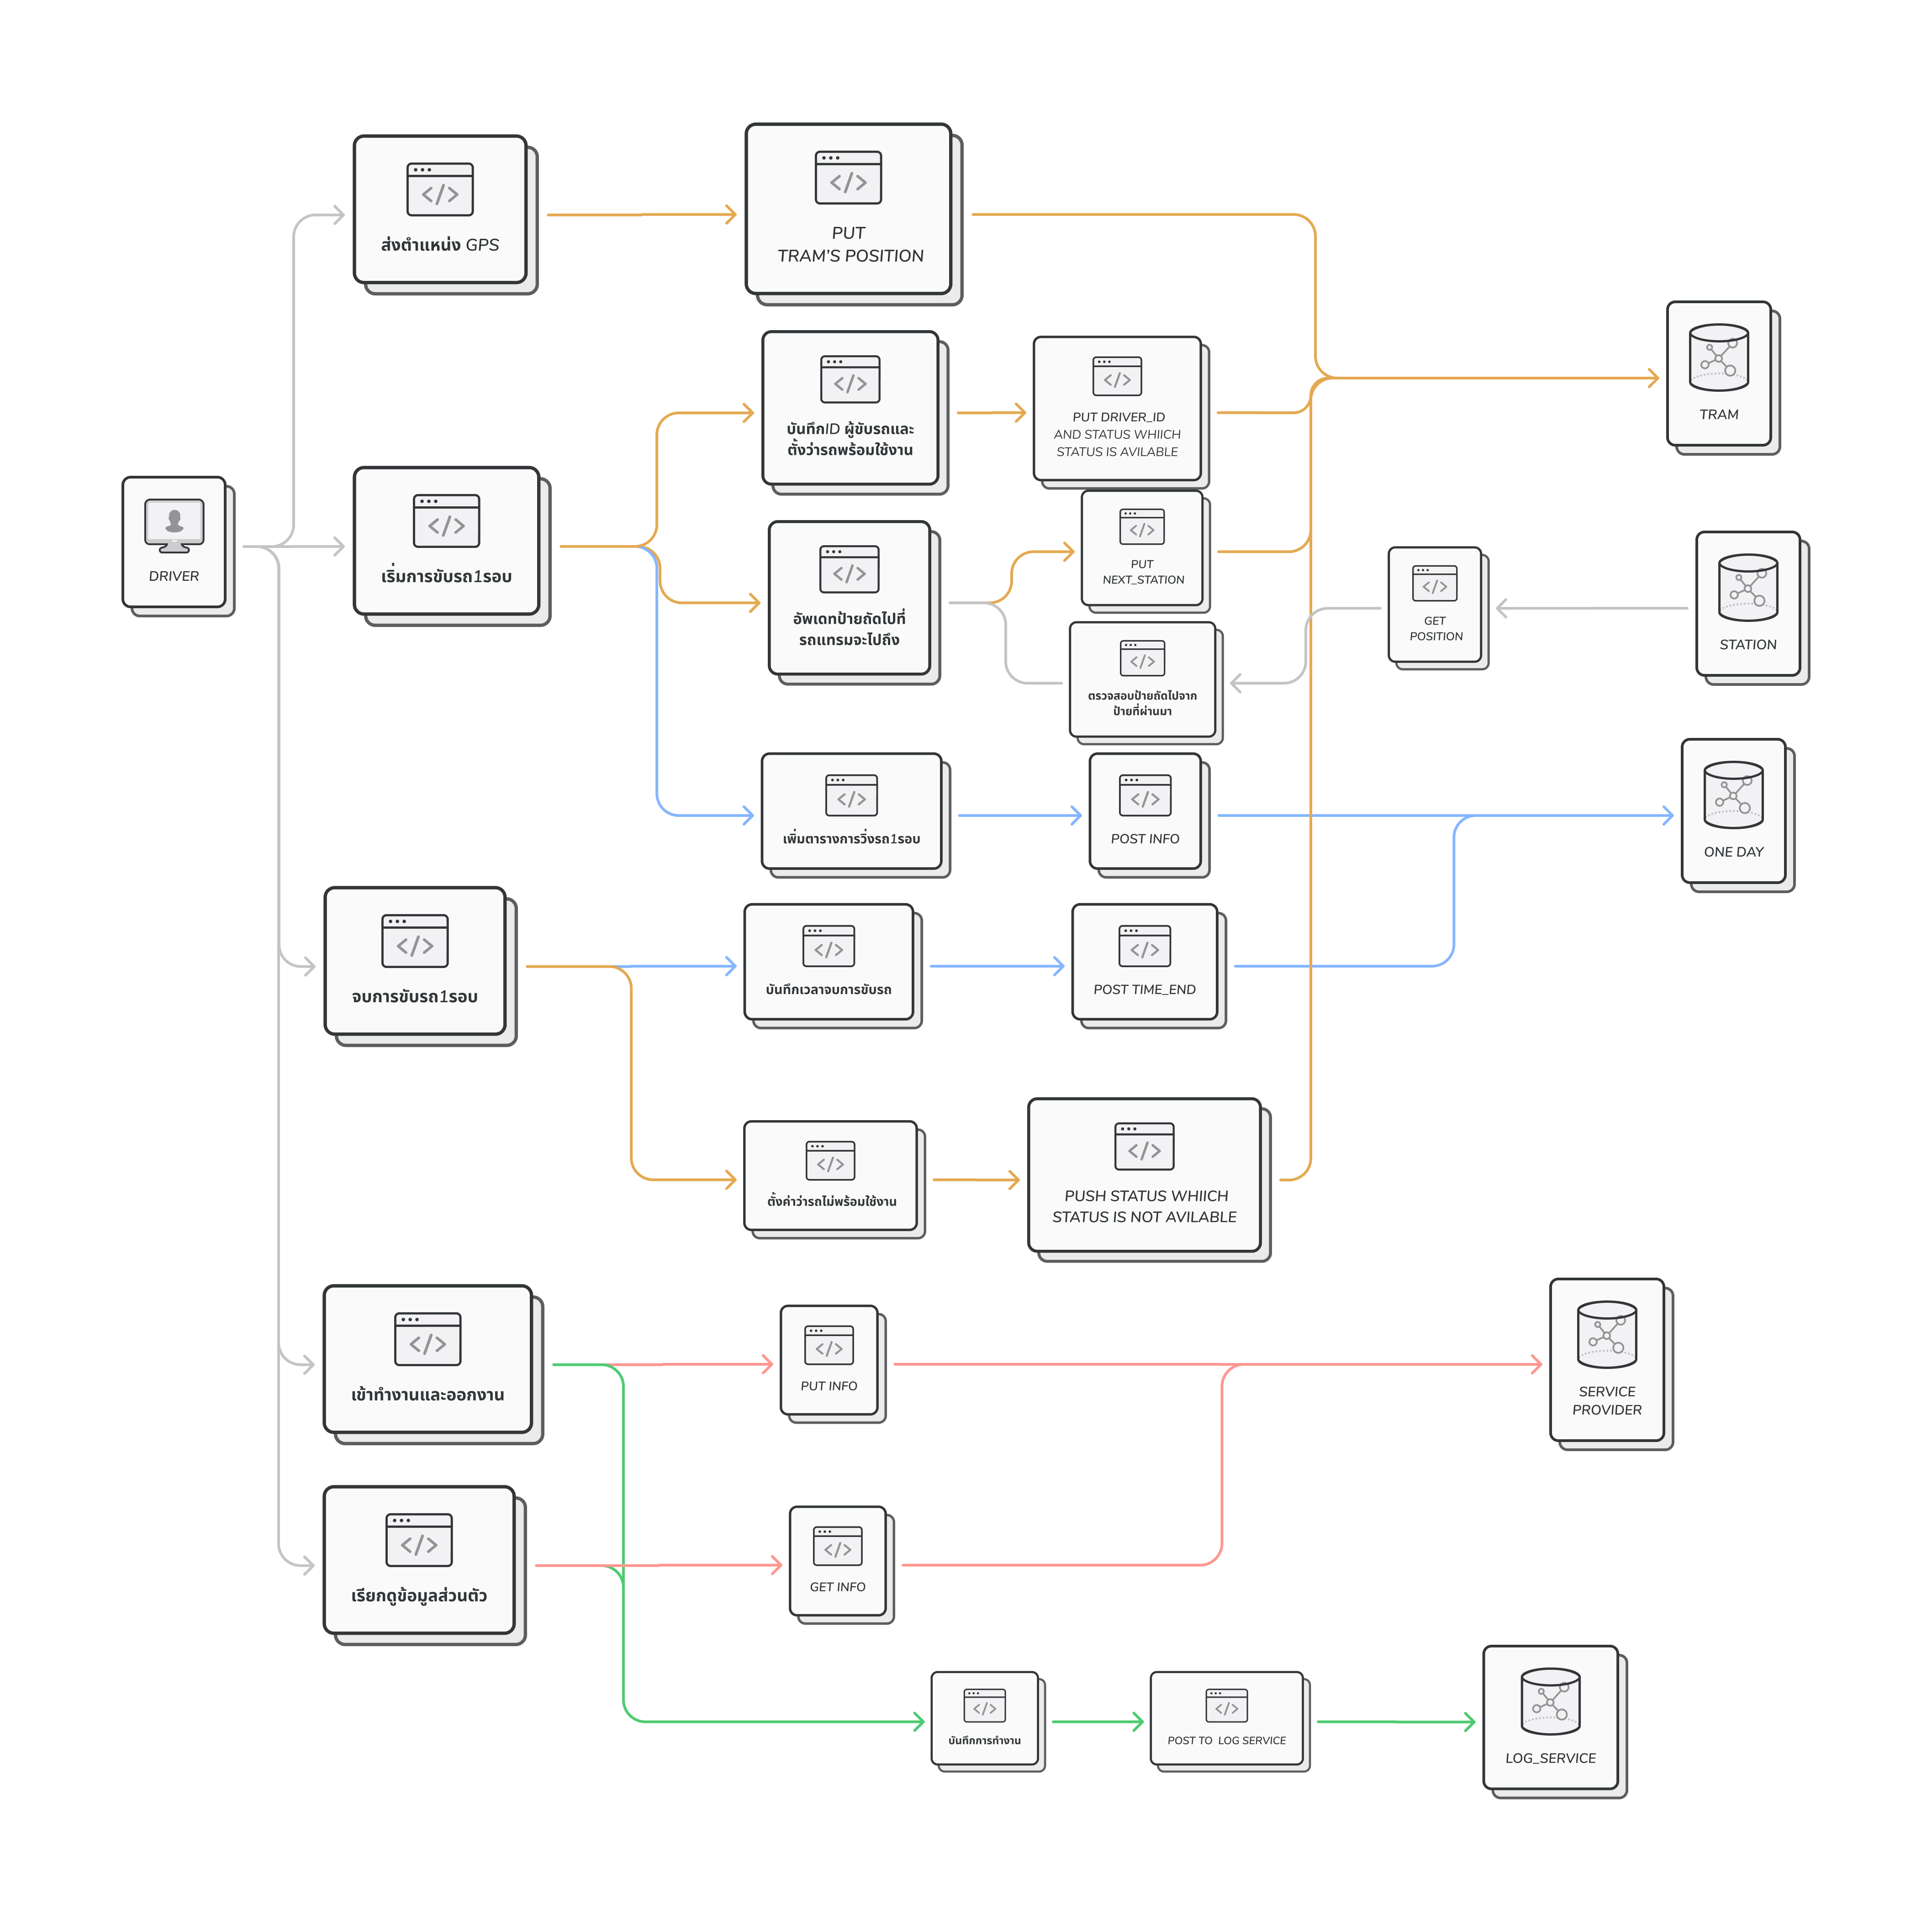 DRIVER
ส่งตำแหน่ง GPS
PUT
TRAM'S POSITION
TRAM
เริ่มการขับรถ1รอบ
บันทึกID ผู้ขับรถและ
ตั้งว่ารถพร้อมใช้งาน
PUT DRIVER_ID
AND STATUS WHIICH
STATUS IS AVILABLE
อัพเดทป้ายถัดไปที่
รถแทรมจะไปถึง
PUT
NEXT_STATION
ตรวจสอบป้ายถัดไปจาก
ป้ายที่ผ่านมา
GET
POSITION
STATION
เพิ่มตารางการวิ่งรถ1รอบ
POST INFO
ONE DAY
จบการขับรถ1รอบ
บันทึกเวลาจบการขับรถ
POST TIME_END
ตั้งค่าว่ารถไม่พร้อมใช้งาน
PUSH STATUS WHIICH
STATUS IS NOT AVILABLE
เข้าทำงานและออกงาน
PUT INFO
SERVICE
PROVIDER
เรียกดูข้อมูลส่วนตัว
GET INFO
บันทึกการทำงาน
POST TO LOG SERVICE
LOG_SERVICE